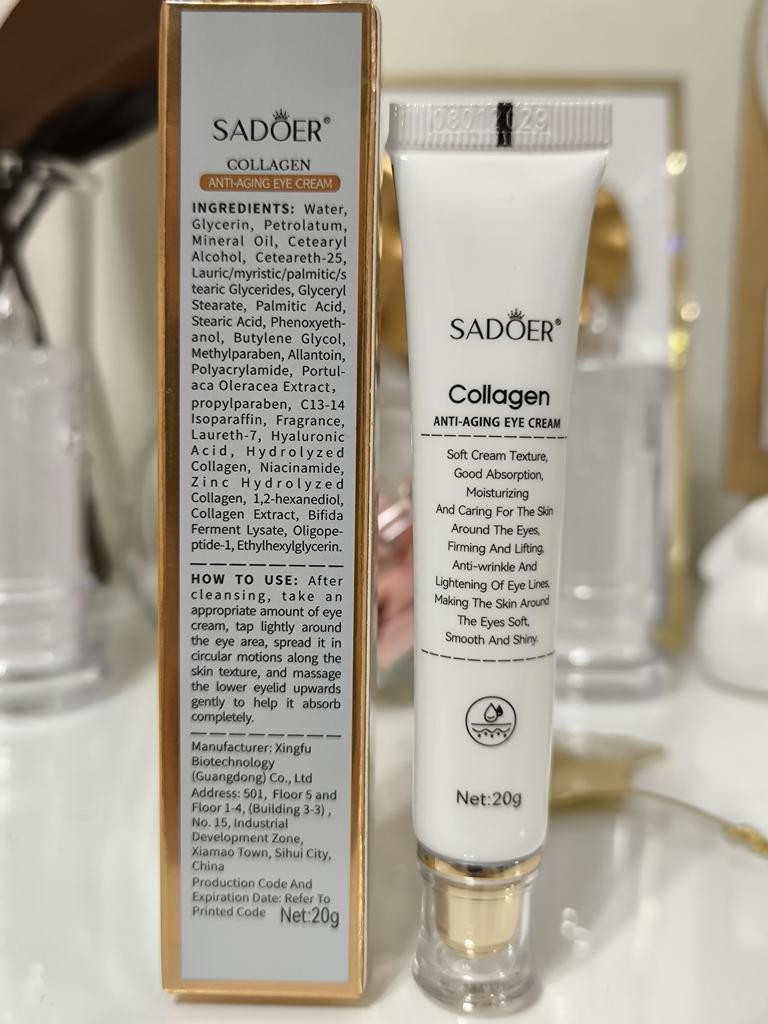 SADOER®
COLLAGEN
ANTI-AGING EYE CREAM
INGREDIENTS: Water,
Glycerin, Petrolatum,
Mineral Oil, Cetearyl
Alcohol, Ceteareth-25,
Lauric/myristic/palmitic/s
tearic Glycerides, Glyceryl
Stearate, Palmitic Acid,
Stearic Acid, Phenoxyeth-
anol, Butylene Glycol,
Methylparaben, Allantoin,
Polyacrylamide, Portul-
aca Oleracea Extract,
propylparaben, C13-14
Isoparaffin, Fragrance,
Laureth-7, Hyaluronic
Acid, Hydrolyzed
Collagen, Niacinamide,
Zinc Hydrolyzed
Collagen, 1,2-hexanediol,
Collagen Extract, Bifida
Ferment Lysate, Oligope-
ptide-1, Ethylhexylglycerin.
HOW TO USE: After
cleansing, take an
appropriate amount of eye
cream, tap lightly around
the eye area, spread it in
circular motions along the
skin texture, and massage
the lower eyelid upwards
gently to help it absorb
completely.
Manufacturer: Xingfu
Biotechnology
(Guangdong) Co., Ltd
Address: 501, Floor 5 and
Floor 1-4, (Building 3-3) ,
No. 15, Industrial
Development Zone,
Xiamao Town, Sihui City,
China
Production Code And
Expiration Date: Refer To
Printed Code Net:20g
SADOER®
Collagen
ANTI-AGING EYE CREAM
Soft Cream Texture,
Good Absorption,
Moisturizing
And Caring For The Skin
Around The Eyes,
Firming And Lifting,
Anti-wrinkle And
Lightening Of Eye Lines,
Making The Skin Around
The Eyes Soft,
Smooth And Shiny.
Net:20g